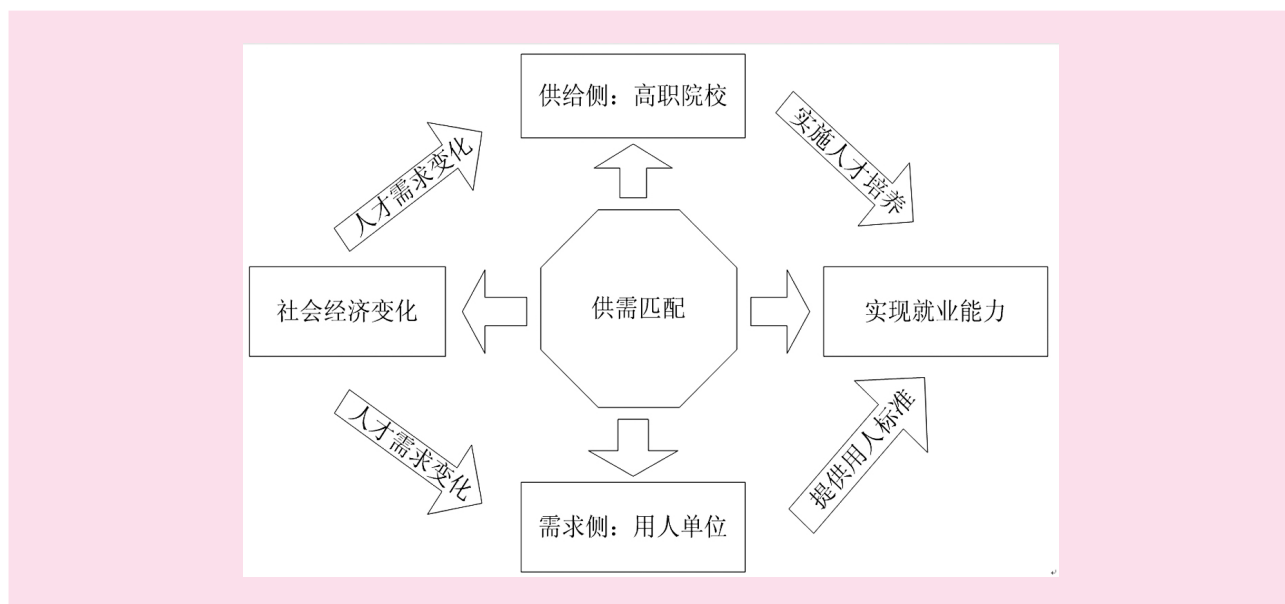 供给侧：高职院校
人才需求变化
实施人才培养
社会经济变化
供需匹配
实现就业能力
人才需求变化
提供用人标准
需求侧：用人单位